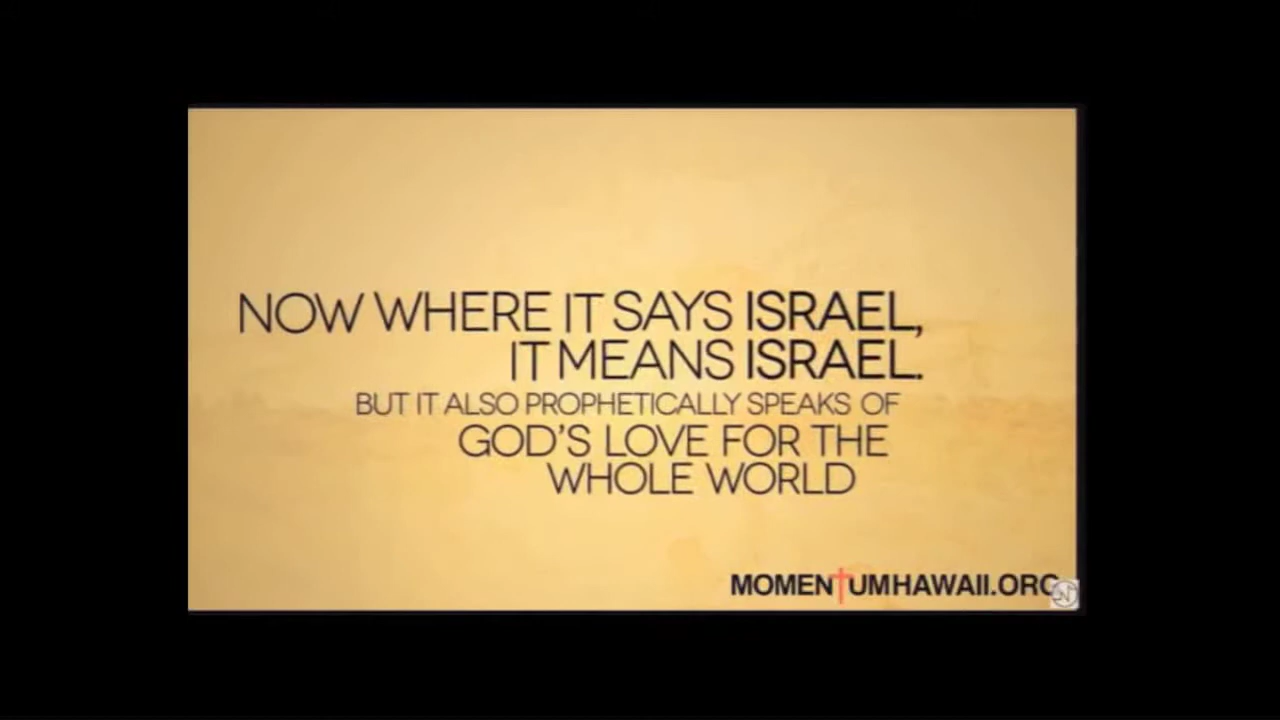 NOW WHERE IT SAYS ISRAEL,
IT MEANS ISRAEL.
BUT IT ALSO PROPHETICALLY SPEAKS OF
GOD'S LOVE FOR THE
WHOLE WORLD
MOMENTUMHAWAII.ORG